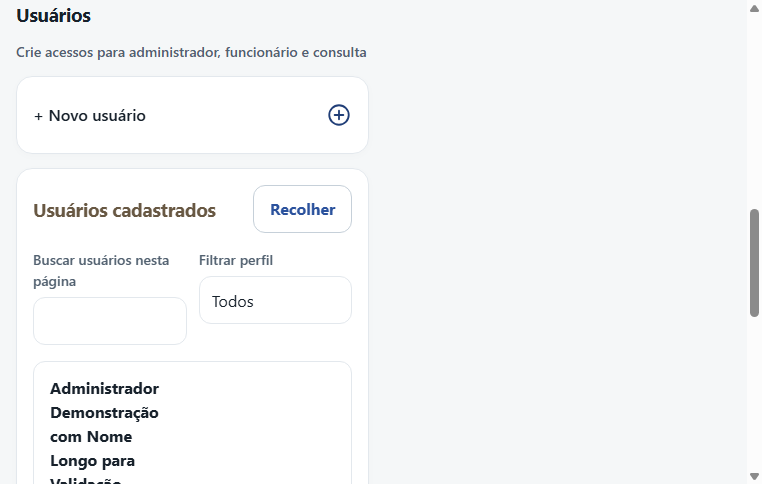 Usuários
Crie acessos para administrador, funcionário e consulta
+ Novo usuário
Usuários cadastrados
Recolher
Buscar usuários nesta
página
Filtrar perfil
Todos
Administrador
Demonstração
com Nome
Longo para
Validação